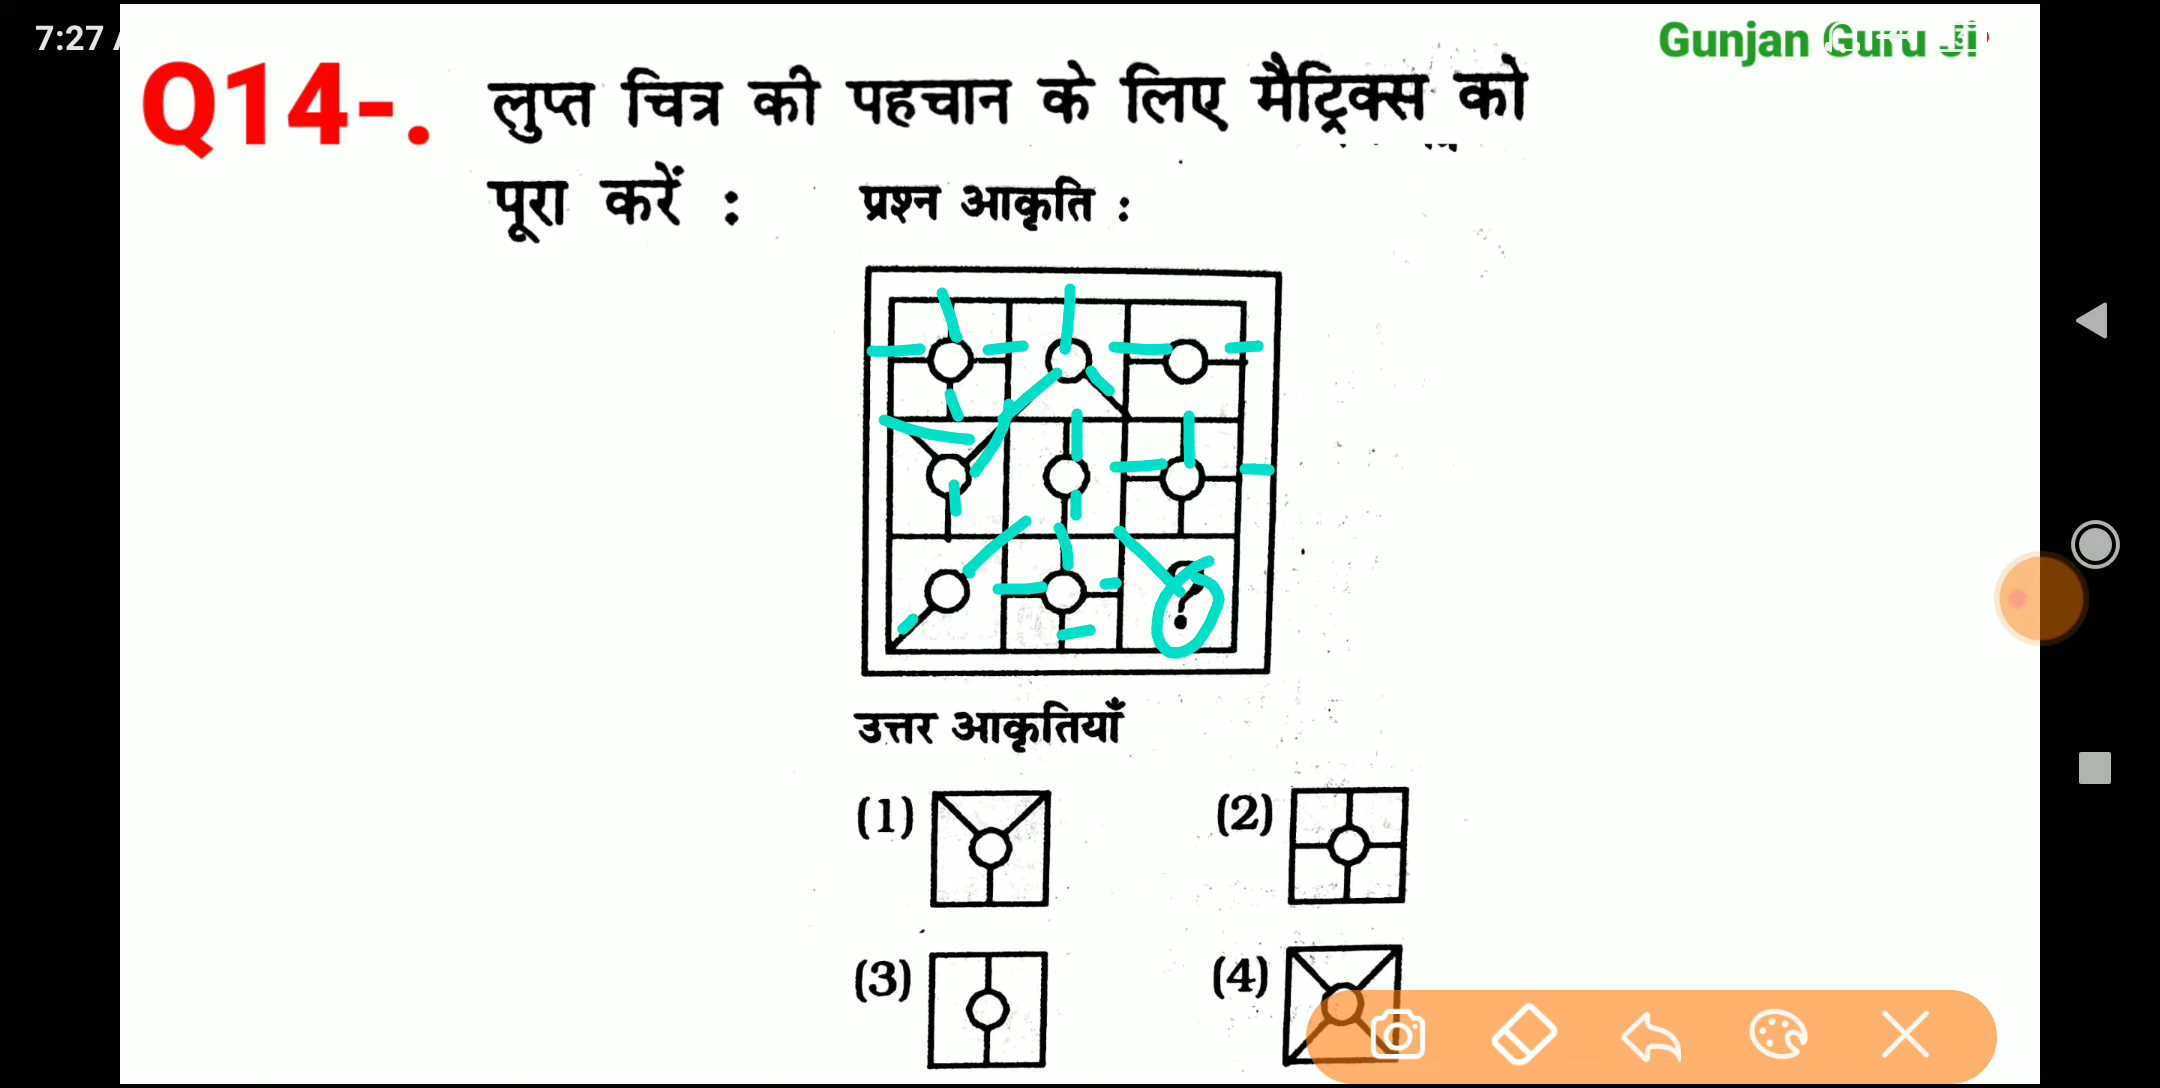 7:27
Gunjan Guru Ji
Q14-. लुप्त चित्र की पहचान के लिए मैट्रिक्स को
पूरा करें : प्रश्न आकृति :
?
उत्तर आकृतियाँ
(1) (2)
(3) (4)